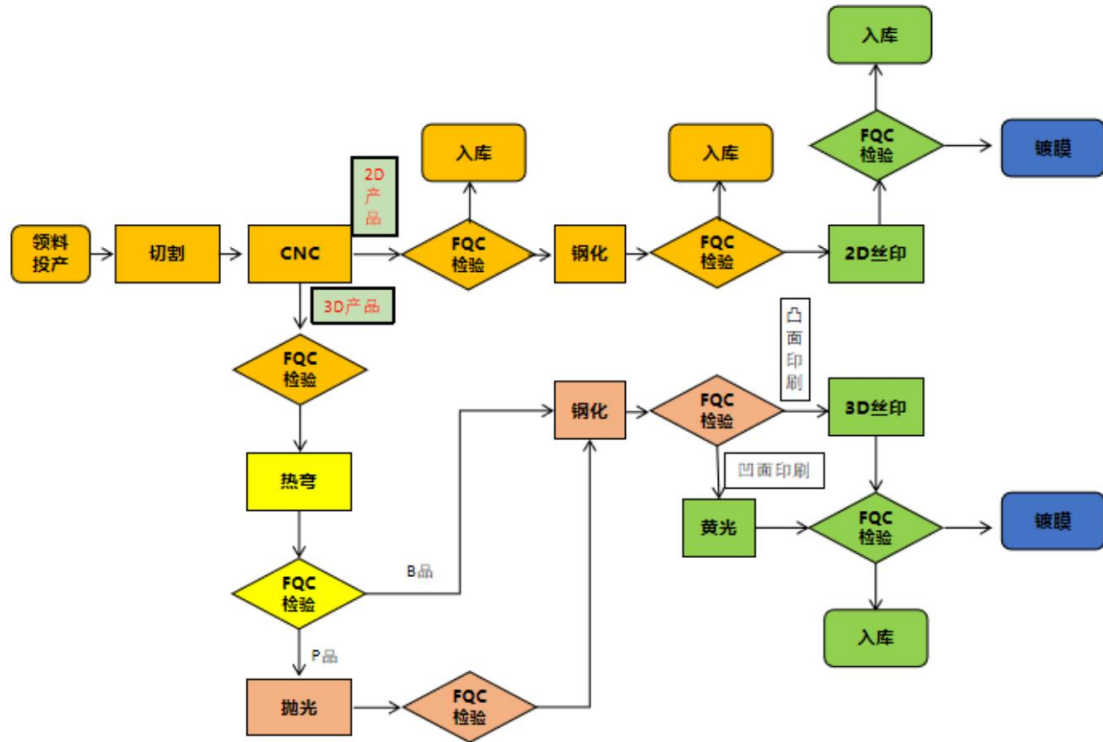 入库
FQC
检验
镀膜
入库
入库
2D
产
品
领料
投产
切割
CNC
FQC
检验
钢化
FQC
检验
2D丝印
3D产品
凸
面
印
刷
FQC
检验
钢化
FQC
检验
3D丝印
凹面印刷
热弯
黄光
FQC
检验
镀膜
FQC
检验
B品
P品
入库
抛光
FQC
检验